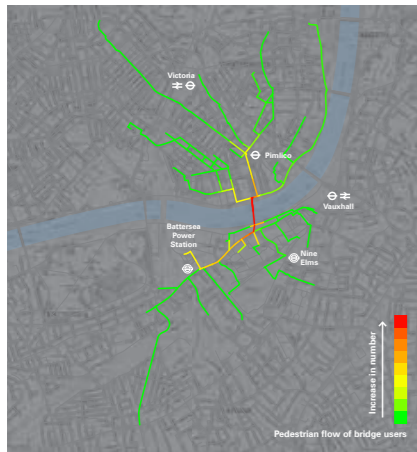 Victoria
Pimlico
Vauxhall
Battersea
Power
Station
Nine
Elms
Increase in number
Pedestrian flow of bridge users